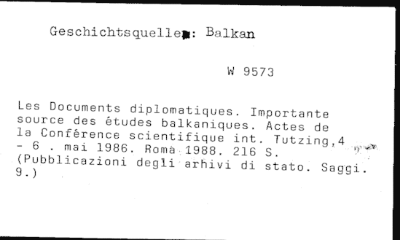 Geschichtsquellen: Balkan
W 9573
Les Documents diplomatiques. Importante
source des études balkaniques. Actes de
la Conférence scientifique int. Tutzing,4
- 6 . mai 1986. Roma 1988. 216 S.
(Pubblicazioni degli arhivi di stato. Saggi.
9.)